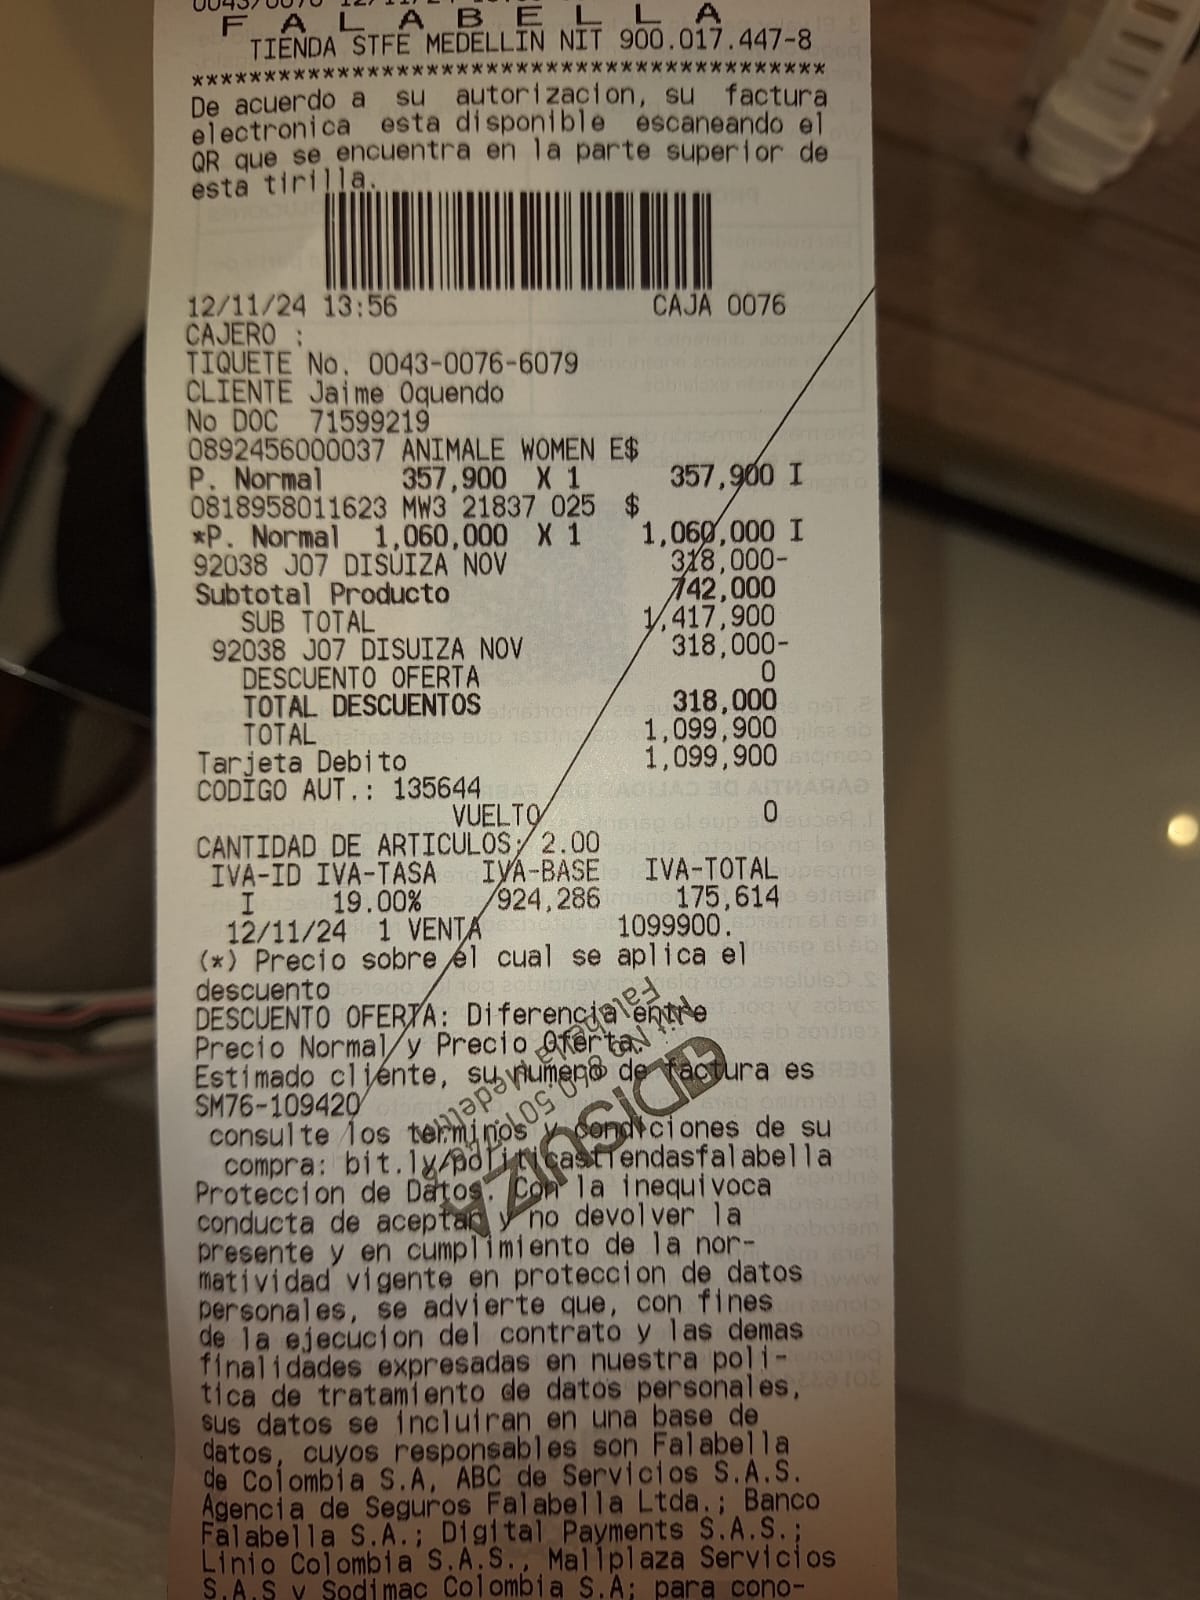 F A L A B E L L A
TIENDA STFE MEDELLIN NIT 900.017.447-8
********************************************
De acuerdo a su autorizacion, su factura
electronica esta disponible escaneando el
QR que se encuentra en la parte superior de
esta tirilla.
12/11/24 13:56 CAJA 0076
CAJERO :
TIQUETE No. 0043-0076-6079
CLIENTE Jaime Oquendo
No DOC 71599219
0892456000037 ANIMALE WOMEN E$
P. Normal 357,900 X 1 357,900 I
0818958011623 MW3 21837 025 $
*P. Normal 1,060,000 X 1 1,060,000 I
92038 J07 DISUIZA NOV 318,000-
Subtotal Producto 742,000
SUB TOTAL 1,417,900
92038 J07 DISUIZA NOV 318,000-
DESCUENTO OFERTA 0
TOTAL DESCUENTOS 318,000
TOTAL 1,099,900
Tarjeta Debito 1,099,900
CODIGO AUT.: 135644
VUELTO 0
CANTIDAD DE ARTICULOS: 2.00
IVA-ID IVA-TASA IVA-BASE IVA-TOTAL
I 19.00% 924,286 175,614
12/11/24 1 VENTA 1099900.
(*) Precio sobre el cual se aplica el
descuento
DESCUENTO OFERTA: Diferencia entre
Precio Normal y Precio Oferta.
Estimado cliente, su numero de factura es
SM76-109420
consulte los terminos y condiciones de su
compra: bit.ly/politicastiendasfalabella
Proteccion de Datos. Con la inequivoca
conducta de aceptar y no devolver la
presente y en cumplimiento de la nor-
matividad vigente en proteccion de datos
personales, se advierte que, con fines
de la ejecucion del contrato y las demas
finalidades expresadas en nuestra poli-
tica de tratamiento de datos personales,
sus datos se incluiran en una base de
datos, cuyos responsables son Falabella
de Colombia S.A, ABC de Servicios S.A.S.
Agencia de Seguros Falabella Ltda.; Banco
Falabella S.A.; Digital Payments S.A.S.;
Linio Colombia S.A.S., Mallplaza Servicios
S.A.S y Sodimac Colombia S.A; para cono-
DISUIZA
Falabella Medellin